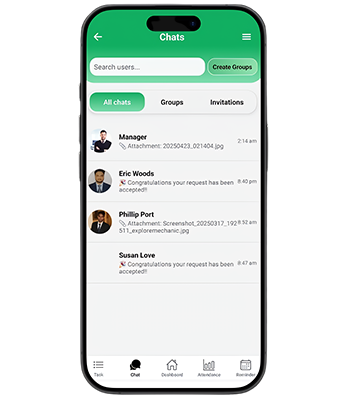 Chats
Search users...
Create Groups
All chats
Groups
Invitations
Manager
Attachment: 20250423_021404.jpg
2:14 am
Eric Woods
🎉 Congratulations your request has been
accepted!!
8:40 pm
Phillip Port
Attachment: Screenshot_20250317_192
511_exploremechanic.jpg
8:52 am
Susan Love
🎉 Congratulations your request has been
accepted!!
8:47 am
Task
Chat
Dashboard
Attendance
Reminder